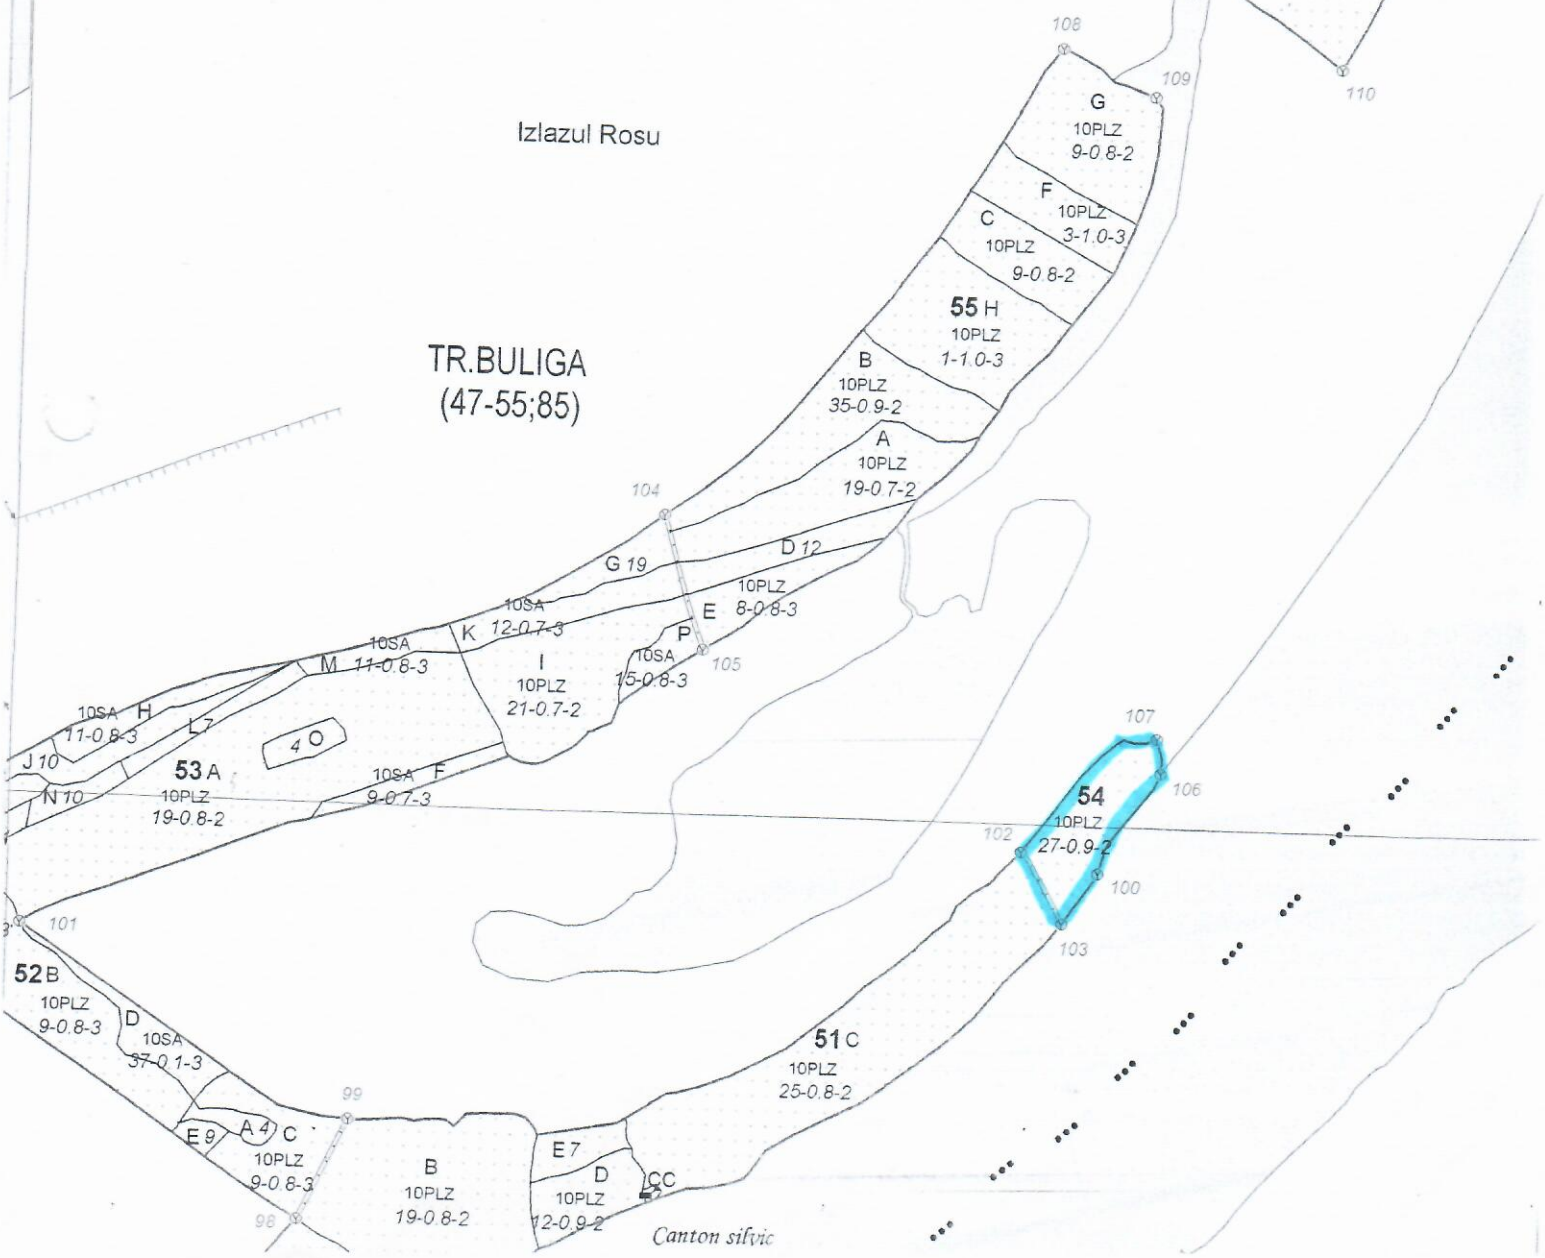 108
109
110
G
10PLZ
9-0.8-2
Izlazul Rosu
F
10PLZ
3-1.0-3
C
10PLZ
9-0.8-2
55 H
10PLZ
1-1.0-3
TR.BULIGA
(47-55;85)
B
10PLZ
35-0.9-2
A
10PLZ
19-0.7-2
104
D 12
G 19
10PLZ
8-0.8-3
E
10SA
12-0.7-3
K
P
10SA
15-0.8-3
105
M
10SA
11-0.8-3
I
10PLZ
21-0.7-2
10SA
11-0.8-3
H
L 7
4 O
J 10
N 10
53 A
10PLZ
19-0.8-2
10SA
9-0.7-3
F
107
106
54
10PLZ
27-0.9-2
102
100
103
101
52 B
10PLZ
9-0.8-3
D
10SA
37-0.1-3
51 C
10PLZ
25-0.8-2
99
A 4
E 9
C
10PLZ
9-0.8-3
98
B
10PLZ
19-0.8-2
E 7
D
10PLZ
12-0.9-2
CC
Canton silvic